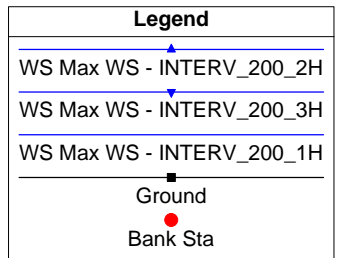 Legend
WS Max WS - INTERV_200_2H
WS Max WS - INTERV_200_3H
WS Max WS - INTERV_200_1H
Ground
Bank Sta